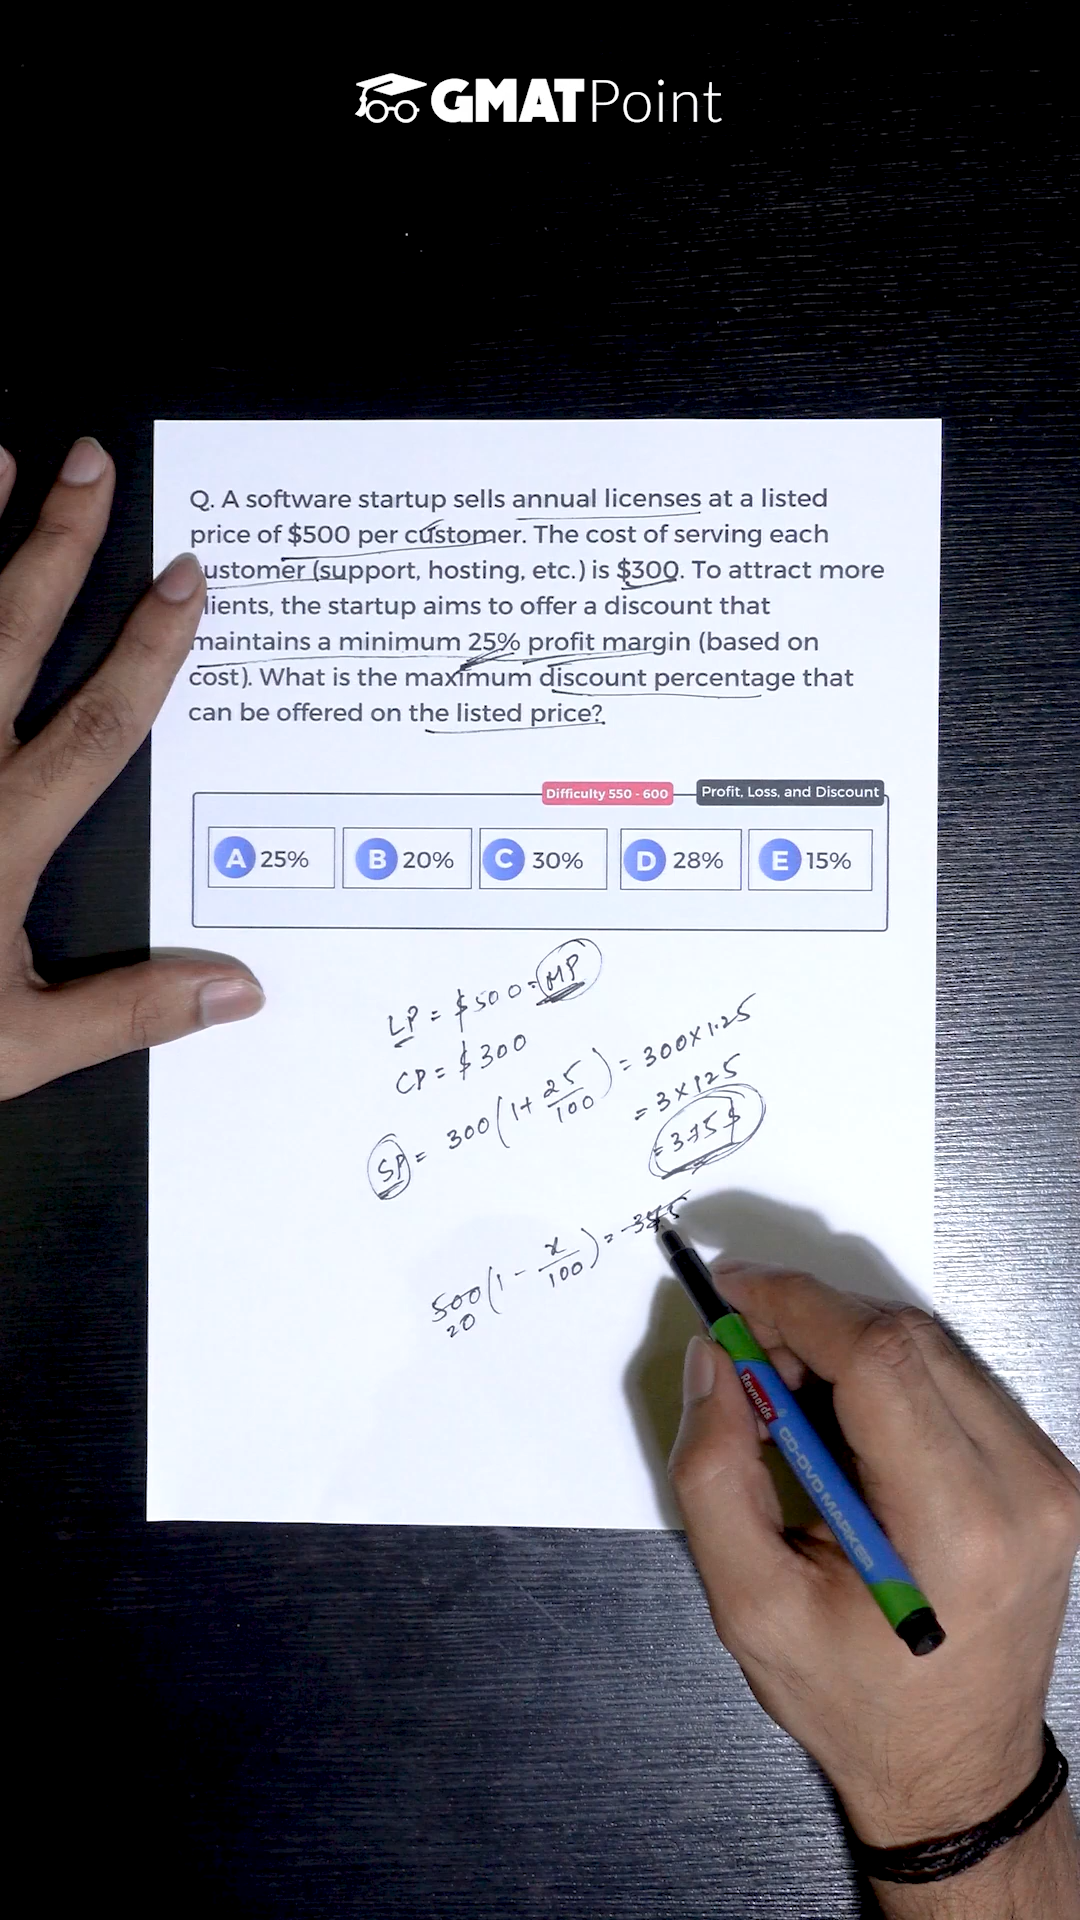 GMATPoint
Q. A software startup sells annual licenses at a listed
price of $500 per customer. The cost of serving each
ustomer (support, hosting, etc.) is $300. To attract more
lients, the startup aims to offer a discount that
maintains a minimum 25% profit margin (based on
cost). What is the maximum discount percentage that
can be offered on the listed price?
Difficulty 550 - 600 Profit, Loss, and Discount
A 25% B 20% C 30% D 28% E 15%
LP = $500 = MP
CP = $300
SP = 300(1+25/100) = 300×1.25
= 3×125
= 375$
500(1-x/100) = 375
20
Reynolds
CD-DVD MARKER